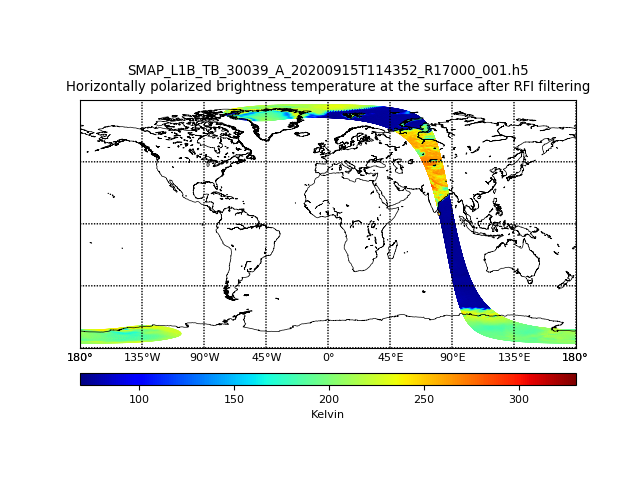 SMAP_L1B_TB_30039_A_20200915T114352_R17000_001.h5
Horizontally polarized brightness temperature at the surface after RFI filtering
180° 135°W 90°W 45°W 0° 45°E 90°E 135°E 180°
100 150 200 250 300
Kelvin